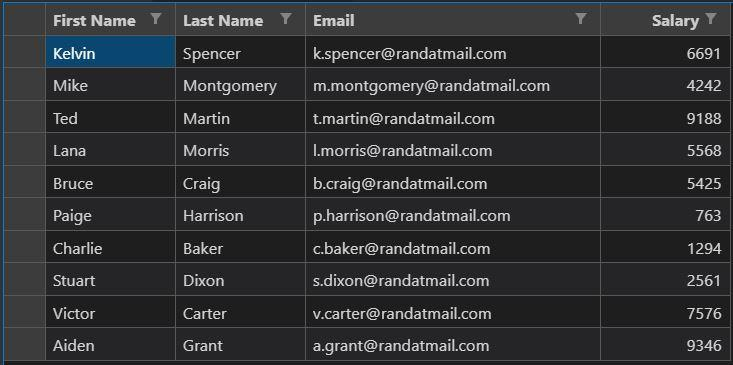 First Name Last Name Email Salary
Kelvin Spencer k.spencer@randatmail.com 6691
Mike Montgomery m.montgomery@randatmail.com 4242
Ted Martin t.martin@randatmail.com 9188
Lana Morris l.morris@randatmail.com 5568
Bruce Craig b.craig@randatmail.com 5425
Paige Harrison p.harrison@randatmail.com 763
Charlie Baker c.baker@randatmail.com 1294
Stuart Dixon s.dixon@randatmail.com 2561
Victor Carter v.carter@randatmail.com 7576
Aiden Grant a.grant@randatmail.com 9346